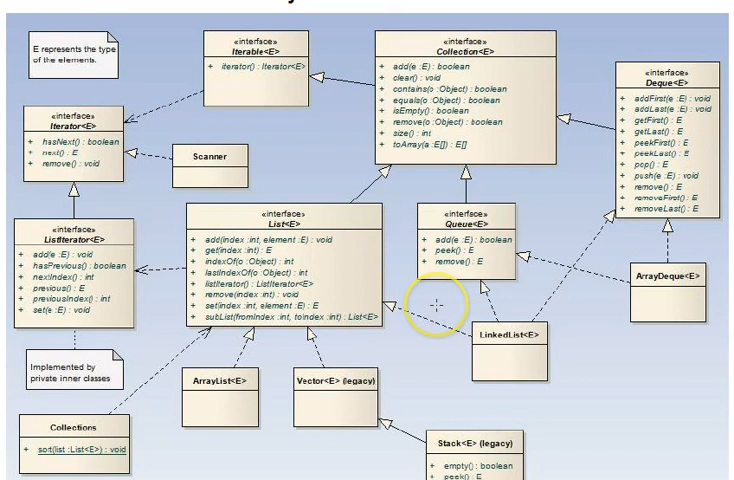 E represents the type
of the elements.
«interface»
Iterable<E>
+ iterator() : Iterator<E>
«interface»
Collection<E>
+ add(e :E) : boolean
+ clear() : void
+ contains(o :Object) : boolean
+ equals(o :Object) : boolean
+ isEmpty() : boolean
+ remove(o :Object) : boolean
+ size() : int
+ toArray(a :E[]) : E[]
«interface»
Deque<E>
+ addFirst(e :E) : void
+ addLast(e :E) : void
+ getFirst() : E
+ getLast() : E
+ peekFirst() : E
+ peekLast() : E
+ pop() : E
+ push(e :E) : void
+ remove() : E
+ removeFirst() : E
+ removeLast() : E
«interface»
Iterator<E>
+ hasNext() : boolean
+ next() : E
+ remove() : void
Scanner
«interface»
ListIterator<E>
+ add(e :E) : void
+ hasPrevious() : boolean
+ nextIndex() : int
+ previous() : E
+ previousIndex() : int
+ set(e :E) : void
«interface»
List<E>
+ add(index :int, element :E) : void
+ get(index :int) : E
+ indexOf(o :Object) : int
+ lastIndexOf(o :Object) : int
+ listIterator() : ListIterator<E>
+ remove(index :int) : void
+ set(index :int, element :E) : E
+ subList(fromIndex :int, toIndex :int) : List<E>
«interface»
Queue<E>
+ add(e :E) : boolean
+ peek() : E
+ remove() : E
ArrayDeque<E>
LinkedList<E>
Implemented by
private inner classes
ArrayList<E>
Vector<E> (legacy)
Collections
+ sort(list :List<E>) : void
Stack<E> (legacy)
+ empty() : boolean
+ peek() : E